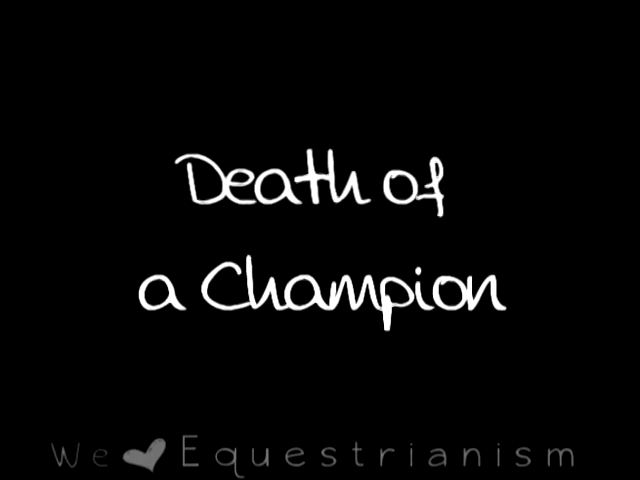 Death of
a Champion
We ❤ Equestrianism